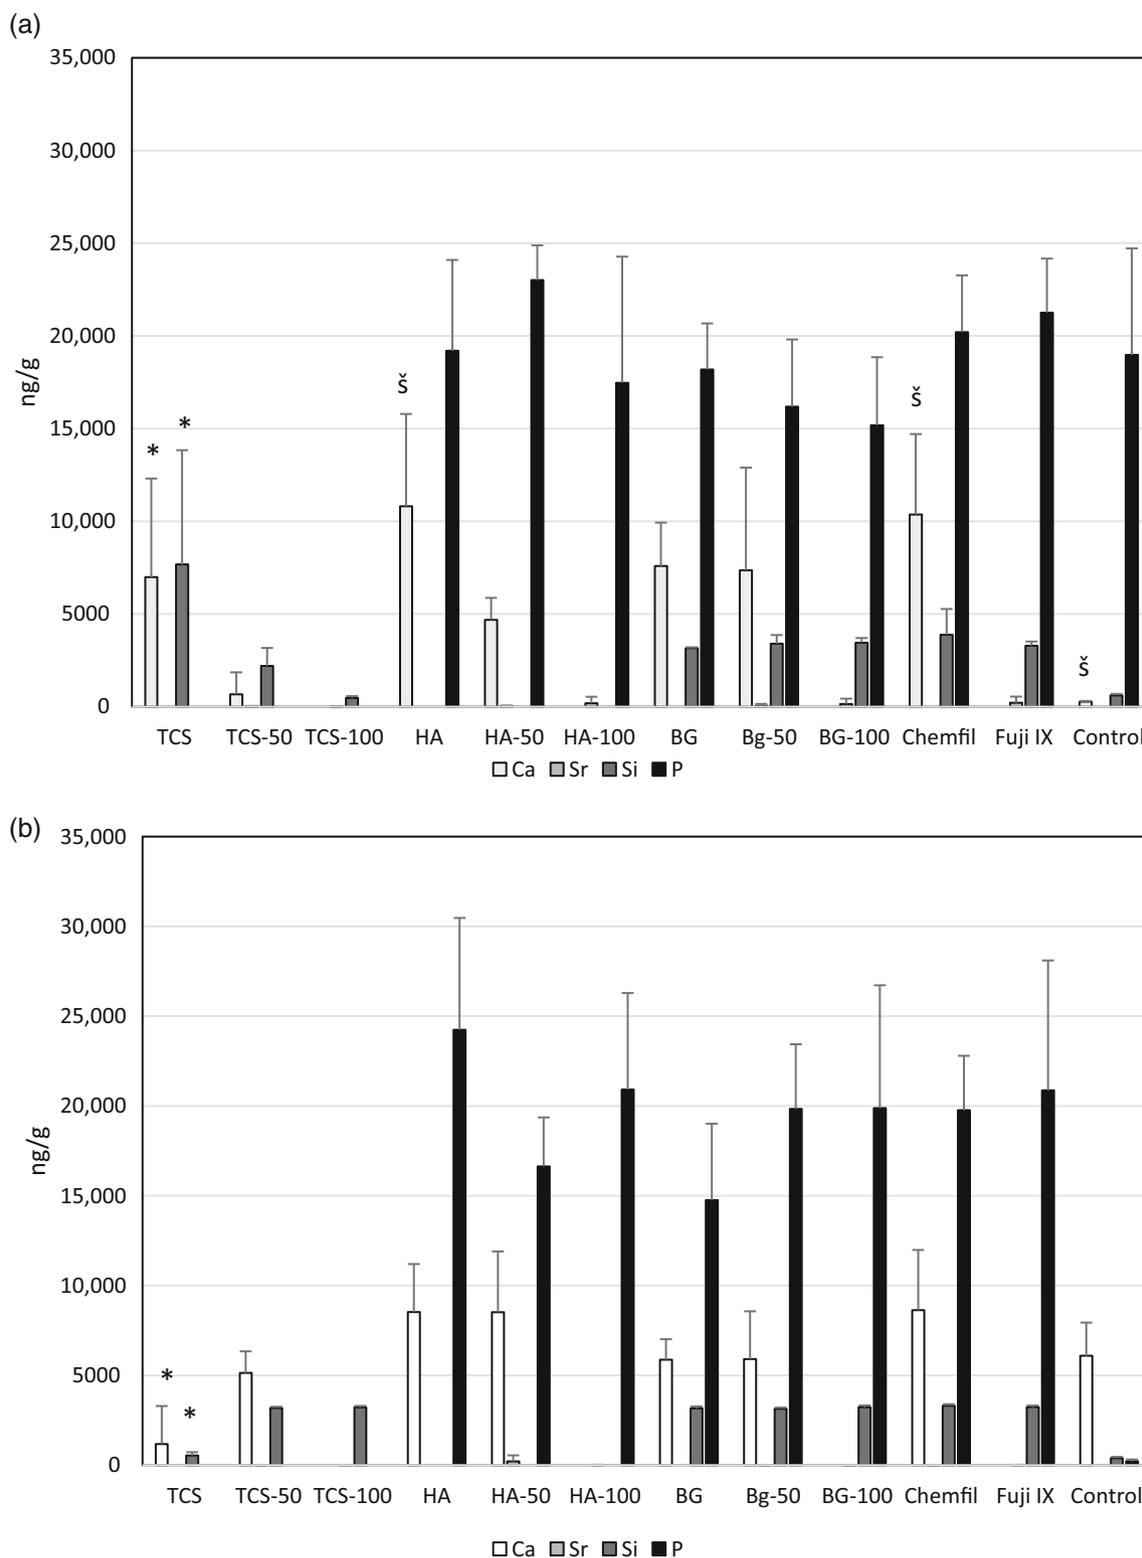 (a)
35,000
30,000
25,000
20,000
15,000
10,000
5000
0
ng/g
* * š š š
TCS TCS-50 TCS-100 HA HA-50 HA-100 BG Bg-50 BG-100 Chemfil Fuji IX Control
Ca Sr Si P
(b)
35,000
30,000
25,000
20,000
15,000
10,000
5000
0
ng/g
* *
TCS TCS-50 TCS-100 HA HA-50 HA-100 BG Bg-50 BG-100 Chemfil Fuji IX Control
Ca Sr Si P